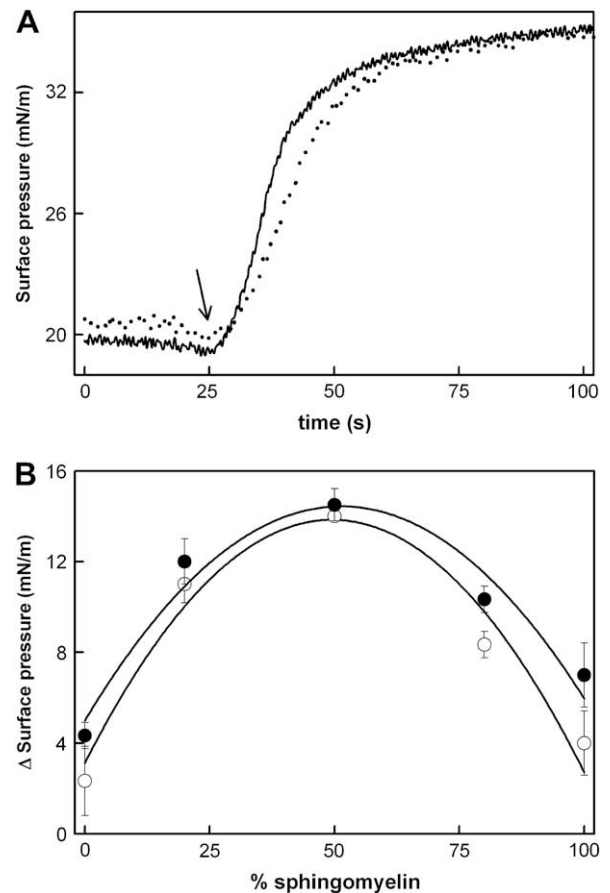 A
Surface pressure (mN/m)
32
26
20
0 25 50 75 100
time (s)
B
Δ Surface pressure (mN/m)
16
12
8
4
0
0 25 50 75 100
% sphingomyelin